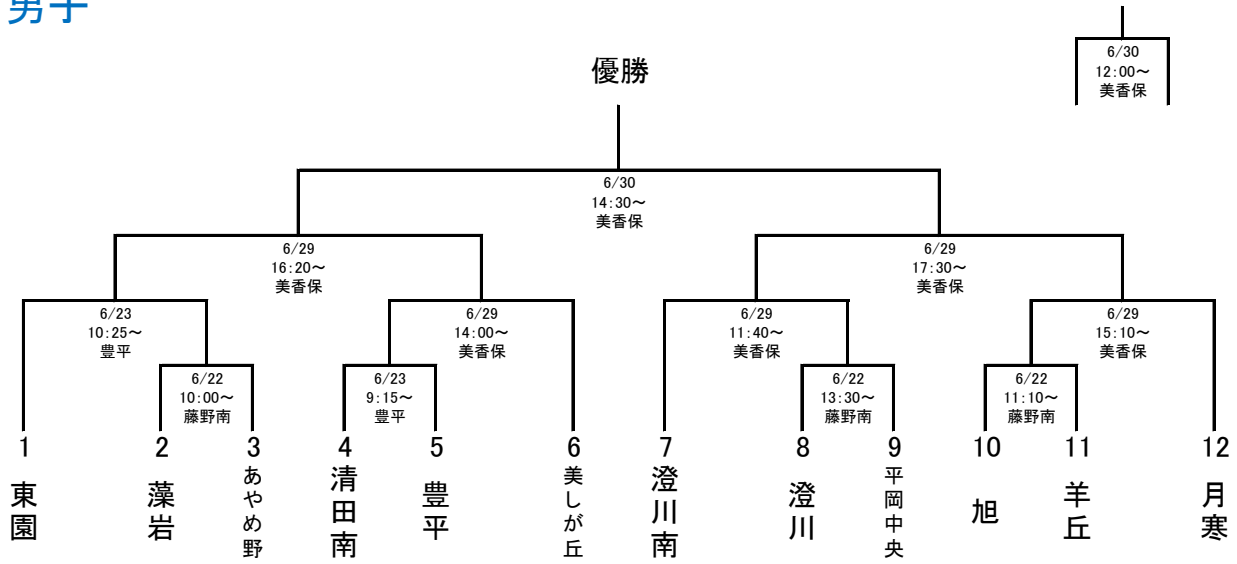 男子
6/30
12:00～
美香保
優勝
6/30
14:30～
美香保
6/29
16:20～
美香保
6/29
17:30～
美香保
6/23
10:25～
豊平
6/29
14:00～
美香保
6/29
11:40～
美香保
6/29
15:10～
美香保
6/22
10:00～
藤野南
6/23
9:15～
豊平
6/22
13:30～
藤野南
6/22
11:10～
藤野南
1
東園
2
藻岩
3
あやめ野
4
清田南
5
豊平
6
美しが丘
7
澄川南
8
澄川
9
平岡中央
10
旭
11
羊丘
12
月寒